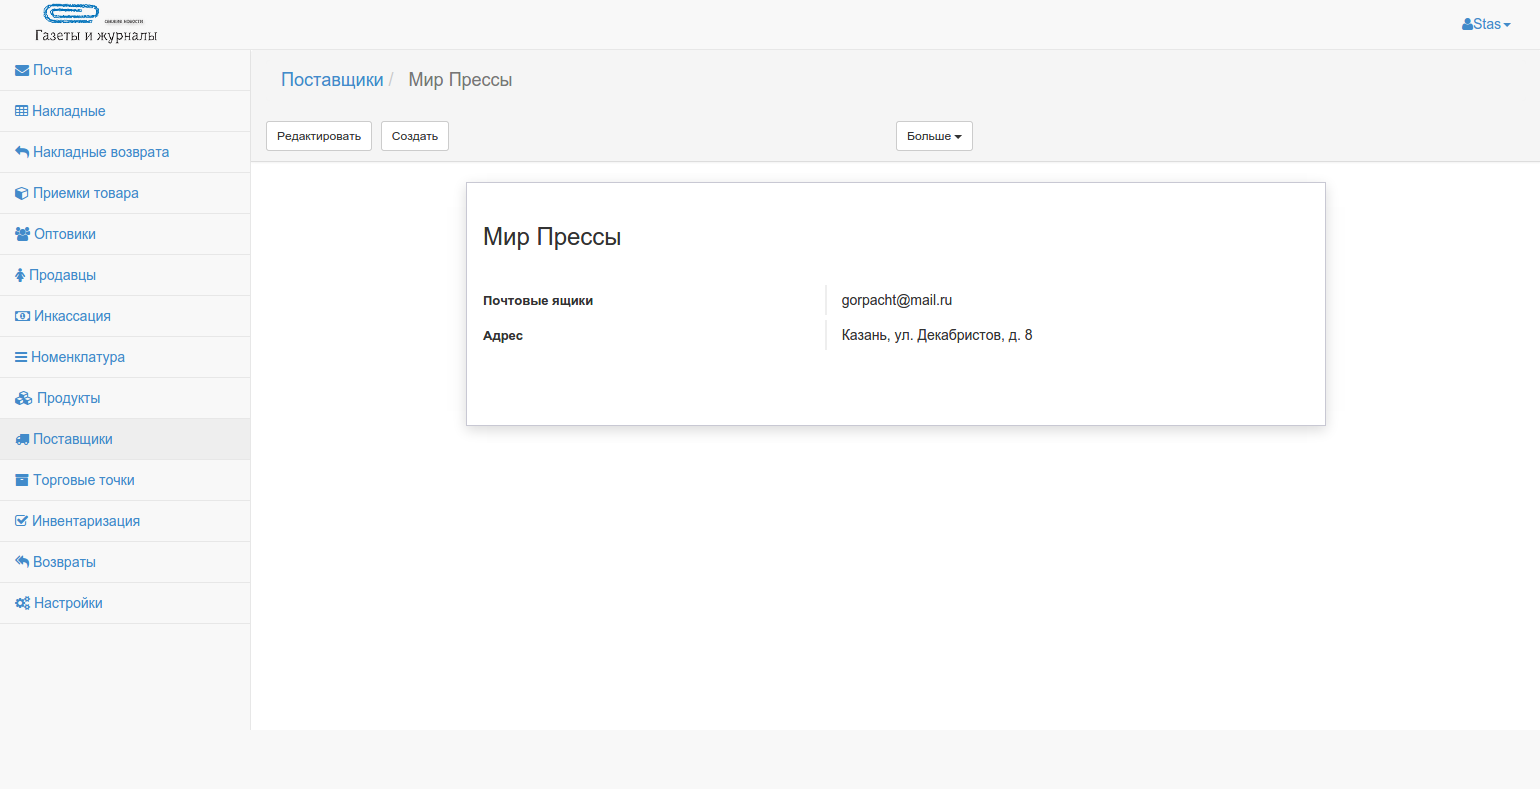 Газеты и журналы
Stas
Почта
Накладные
Накладные возврата
Приемки товара
Оптовики
Продавцы
Инкассация
Номенклатура
Продукты
Поставщики
Торговые точки
Инвентаризация
Возвраты
Настройки
Поставщики / Мир Прессы
Редактировать Создать Больше
Мир Прессы
Почтовые ящики gorpacht@mail.ru
Адрес Казань, ул. Декабристов, д. 8